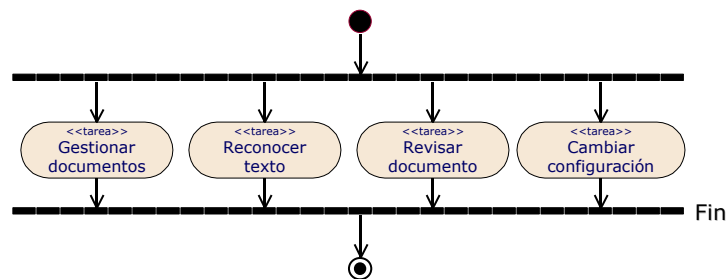 <<tarea>>
Gestionar
documentos
<<tarea>>
Reconocer
texto
<<tarea>>
Revisar
documento
<<tarea>>
Cambiar
configuración
Fin